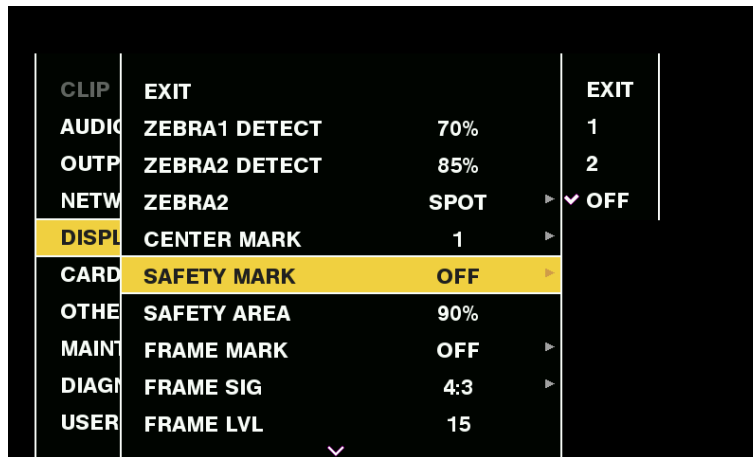 CLIP
AUDIO
OUTP
NETW
DISPL
CARD
OTHE
MAINT
DIAGN
USER
EXIT
ZEBRA1 DETECT 70%
ZEBRA2 DETECT 85%
ZEBRA2 SPOT
CENTER MARK 1
SAFETY MARK OFF
SAFETY AREA 90%
FRAME MARK OFF
FRAME SIG 4:3
FRAME LVL 15
EXIT
1
2
OFF